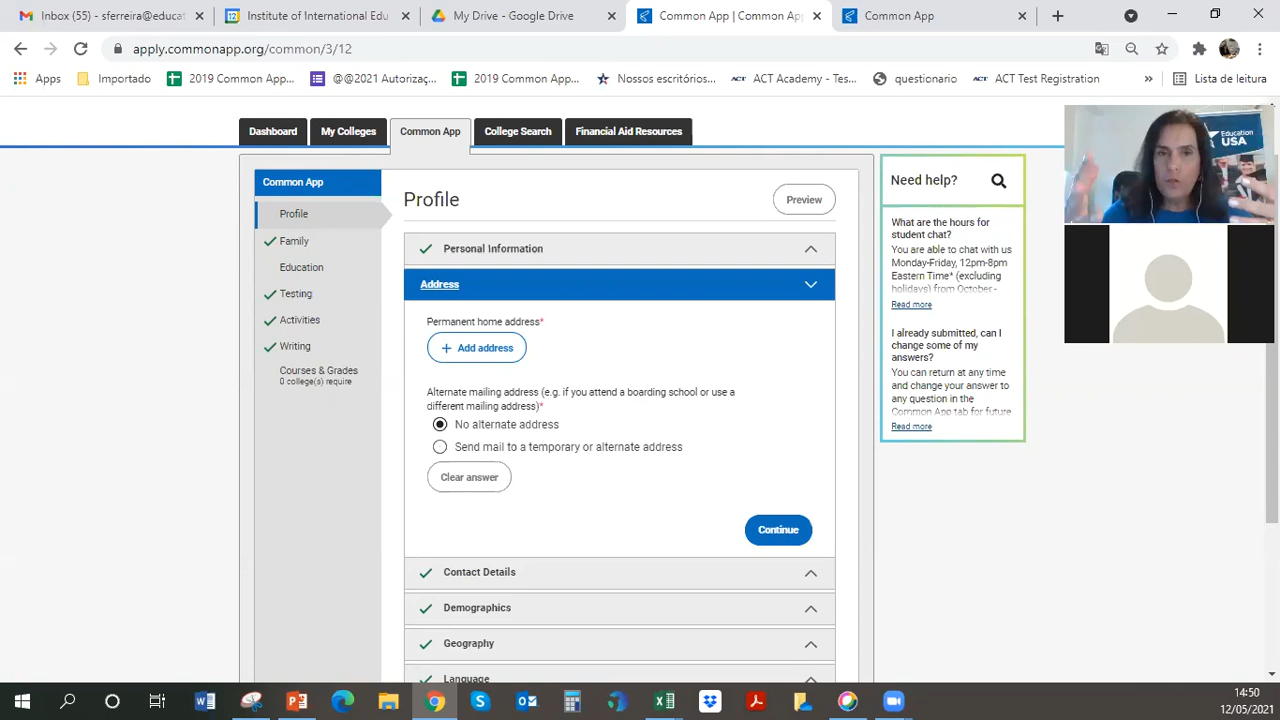 Inbox (55) - sferreira@educat
Institute of International Edu
My Drive - Google Drive
Common App | Common Ap
Common App
apply.commonapp.org/common/3/12
Apps
Importado
2019 Common App...
@@2021 Autorizaç...
2019 Common App...
Nossos escritórios...
ACT Academy - Tes...
questionario
ACT Test Registration
Lista de leitura
Dashboard
My Colleges
Common App
College Search
Financial Aid Resources
Common App
Profile
Family
Education
Testing
Activities
Writing
Courses & Grades
0 college(s) require
Profile
Preview
Personal Information
Address
Permanent home address*
+ Add address
Alternate mailing address (e.g. if you attend a boarding school or use a
different mailing address)*
No alternate address
Send mail to a temporary or alternate address
Clear answer
Continue
Contact Details
Demographics
Geography
Language
Need help?
What are the hours for
student chat?
You are able to chat with us
Monday-Friday, 12pm-8pm
Eastern Time* (excluding
holidays) from October -
Read more
I already submitted, can I
change some of my
answers?
You can return at any time
and change your answer to
any question in the
Common App tab for future
Read more
Education
USA
14:50
12/05/2021